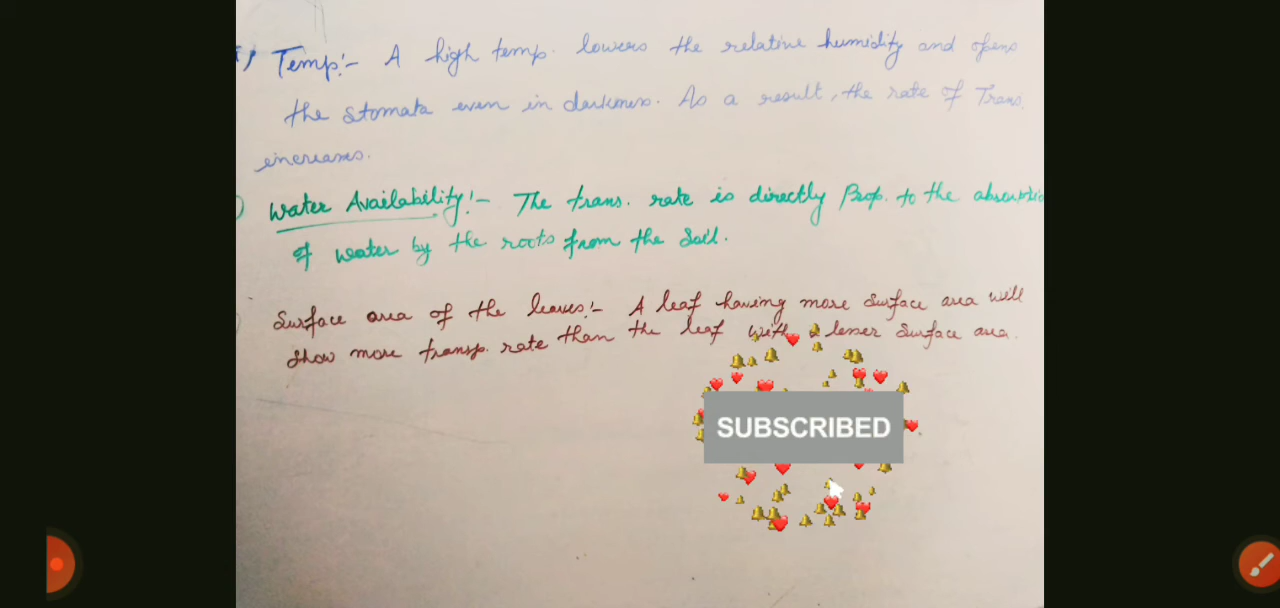 Temp:- A high temp. lowers the relative humidity and opens
the stomata even in darkness. As a result, the rate of Trans.
increases.
Water Availability:- The trans. rate is directly Prop. to the absorptio
of water by the roots from the Soil.
Surface area of the leaves:- A leaf having more surface area will
show more transp. rate than the leaf with a lesser surface area.
SUBSCRIBED